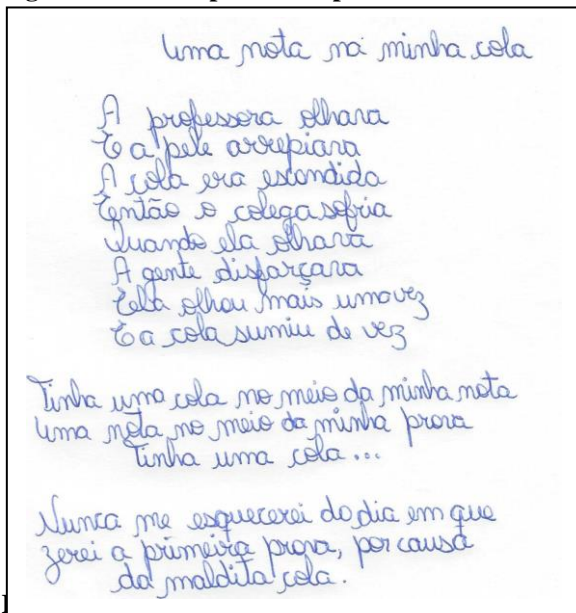 Uma nota na minha cola
A professora olhava
E a pele arrepiava
A cola era escondida
Então o colega sofria
Quando ela olhava
A gente disfarçava
Ela olhou mais uma vez
E a cola sumiu de vez
Tinha uma cola no meio da minha nota
Uma nota no meio da minha prova
Tinha uma cola...
Nunca me esquecerei do dia em que
zerei a primeira prova, por causa
da maldita cola.